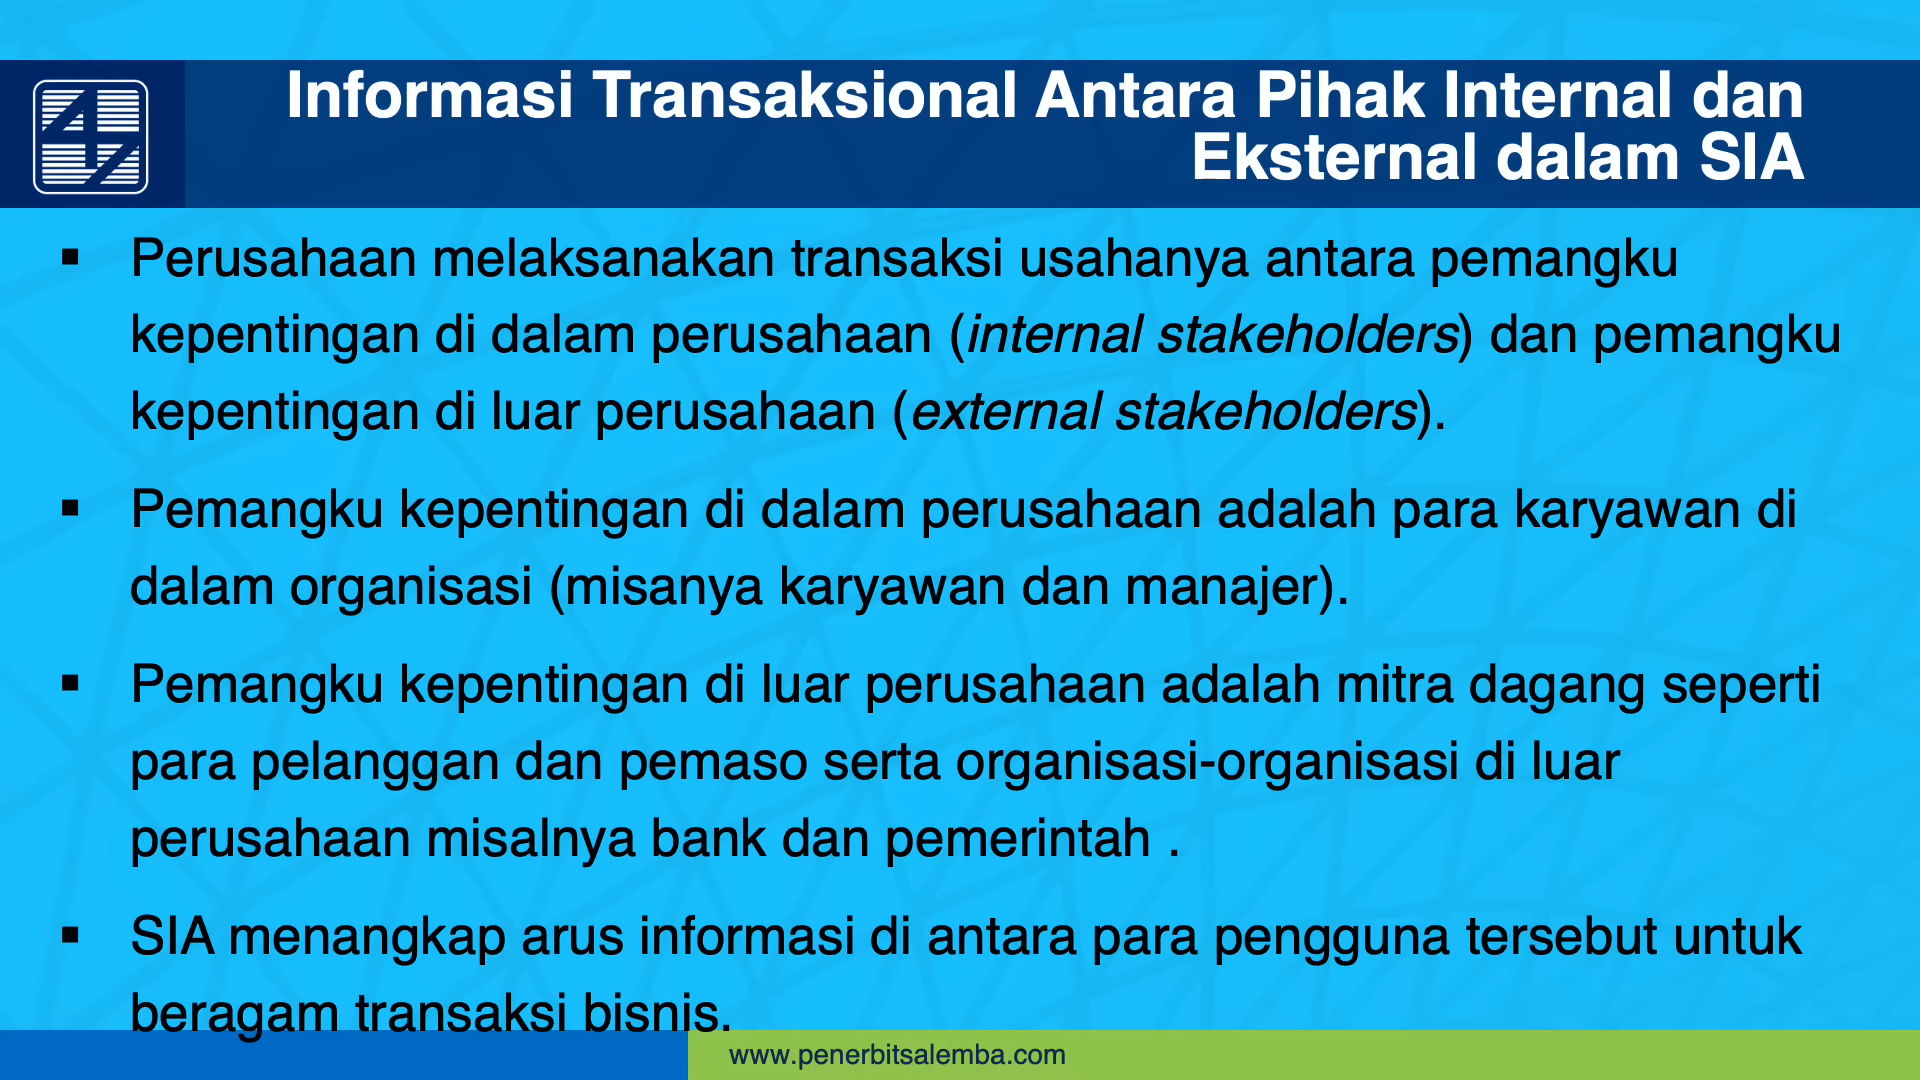 Informasi Transaksional Antara Pihak Internal dan
Eksternal dalam SIA
▪ Perusahaan melaksanakan transaksi usahanya antara pemangku
kepentingan di dalam perusahaan (internal stakeholders) dan pemangku
kepentingan di luar perusahaan (external stakeholders).
▪ Pemangku kepentingan di dalam perusahaan adalah para karyawan di
dalam organisasi (misanya karyawan dan manajer).
▪ Pemangku kepentingan di luar perusahaan adalah mitra dagang seperti
para pelanggan dan pemaso serta organisasi-organisasi di luar
perusahaan misalnya bank dan pemerintah .
▪ SIA menangkap arus informasi di antara para pengguna tersebut untuk
beragam transaksi bisnis.
www.penerbitsalemba.com